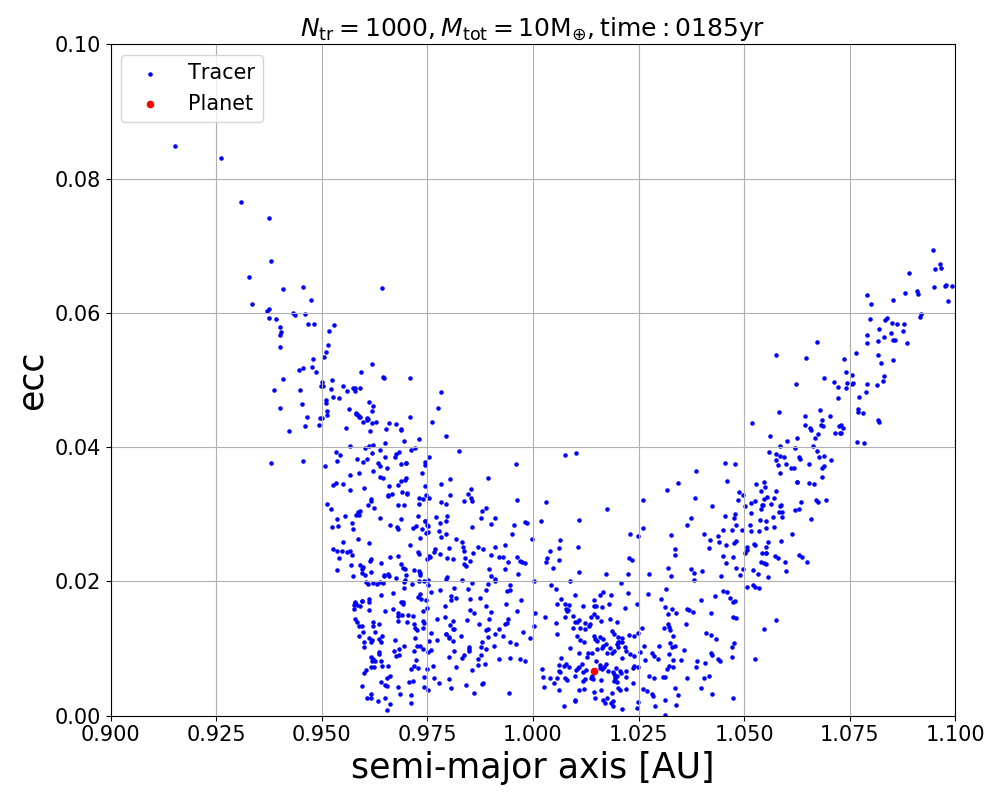 N_tr = 1000, M_tot = 10M_⊕, time : 0185yr
0.10
Tracer
Planet
0.08
0.06
ecc
0.04
0.02
0.00
0.900 0.925 0.950 0.975 1.000 1.025 1.050 1.075 1.100
semi-major axis [AU]